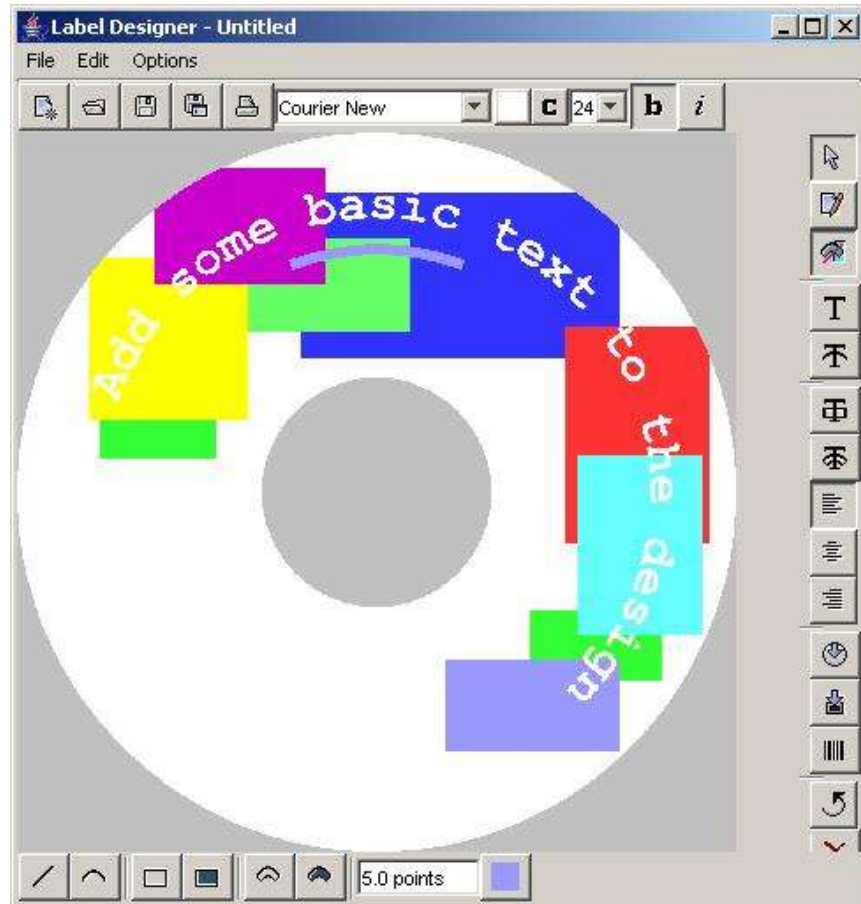 Label Designer - Untitled
File Edit Options
Courier New C 24 b i
Add some basic text to the design
T
5.0 points